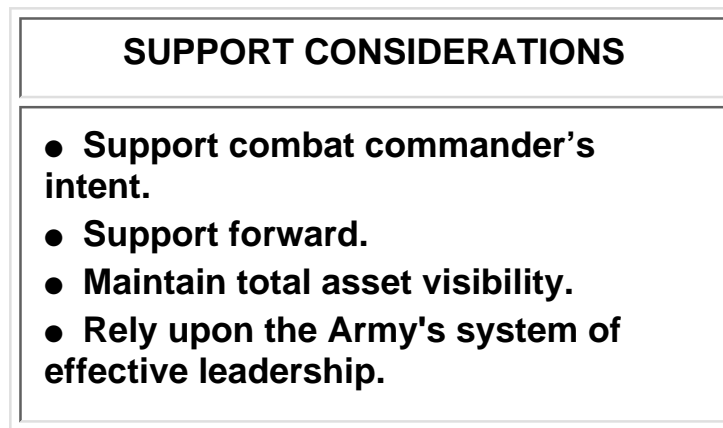 SUPPORT CONSIDERATIONS
● Support combat commander’s
intent.
● Support forward.
● Maintain total asset visibility.
● Rely upon the Army's system of
effective leadership.